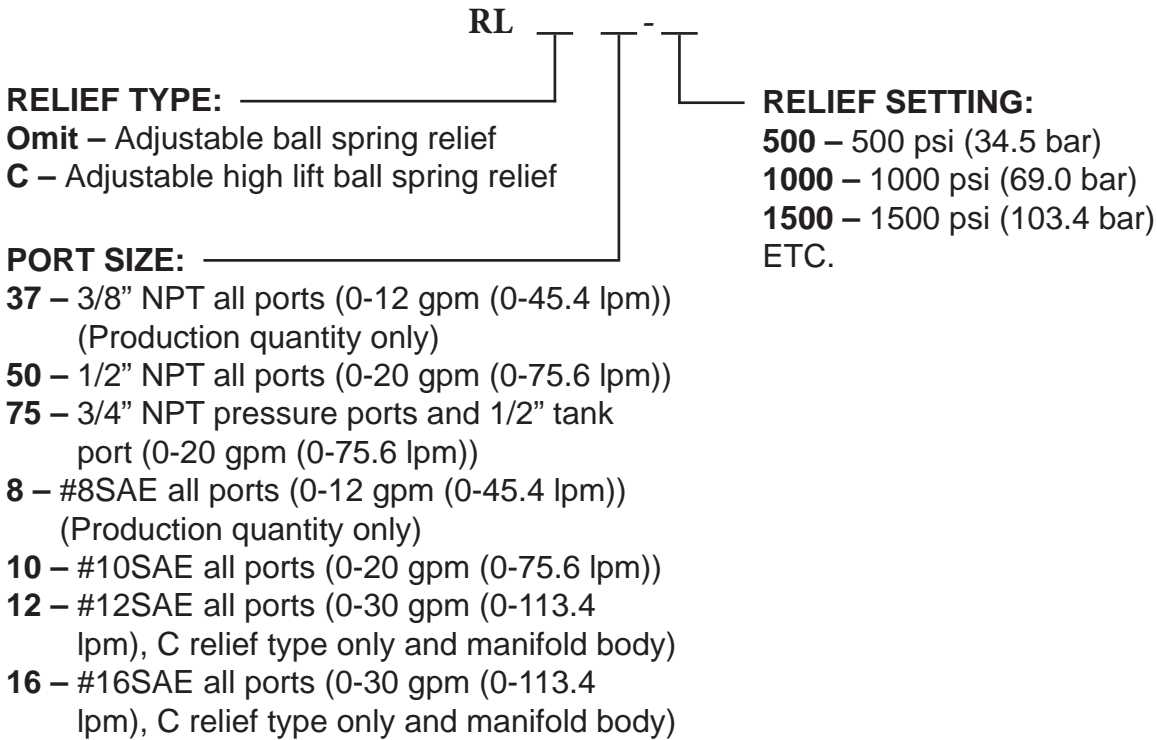 RL __ __-__
RELIEF TYPE:
Omit – Adjustable ball spring relief
C – Adjustable high lift ball spring relief
PORT SIZE:
37 – 3/8” NPT all ports (0-12 gpm (0-45.4 lpm))
(Production quantity only)
50 – 1/2” NPT all ports (0-20 gpm (0-75.6 lpm))
75 – 3/4” NPT pressure ports and 1/2” tank
port (0-20 gpm (0-75.6 lpm))
8 – #8SAE all ports (0-12 gpm (0-45.4 lpm))
(Production quantity only)
10 – #10SAE all ports (0-20 gpm (0-75.6 lpm))
12 – #12SAE all ports (0-30 gpm (0-113.4
lpm), C relief type only and manifold body)
16 – #16SAE all ports (0-30 gpm (0-113.4
lpm), C relief type only and manifold body)
RELIEF SETTING:
500 – 500 psi (34.5 bar)
1000 – 1000 psi (69.0 bar)
1500 – 1500 psi (103.4 bar)
ETC.